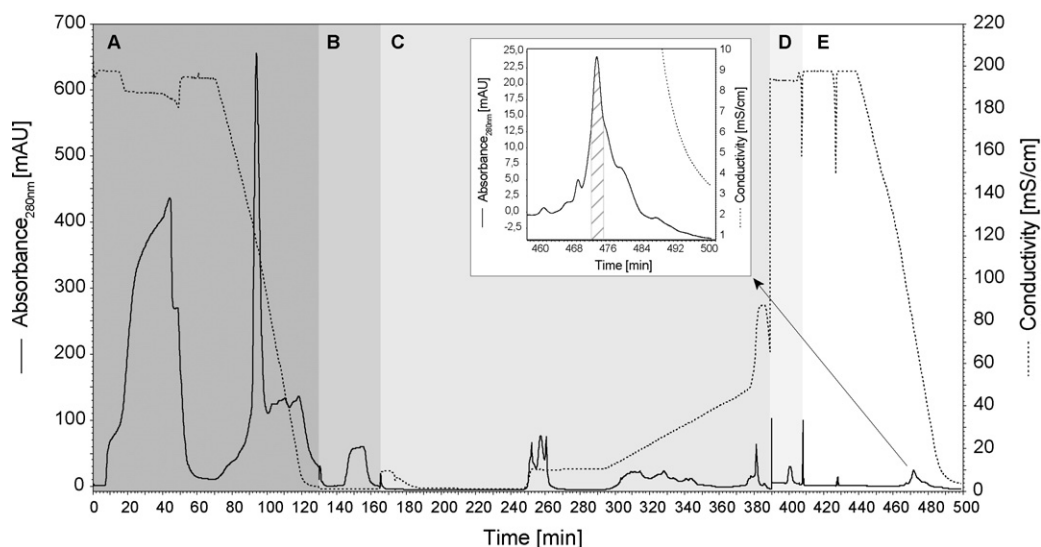 A B C D E
700 600 500 400 300 200 100 0
Absorbance280nm [mAU]
220 200 180 160 140 120 100 80 60 40 20 0
Conductivity [mS/cm]
0 20 40 60 80 100 120 140 160 180 200 220 240 260 280 300 320 340 360 380 400 420 440 460 480 500
Time [min]
25,0 22,5 20,0 17,5 15,0 12,5 10,0 7,5 5,0 2,5 0,0 -2,5
Absorbance280nm [mAU]
10 9 8 7 6 5 4 3 2 1
Conductivity [mS/cm]
460 468 476 484 492 500
Time [min]